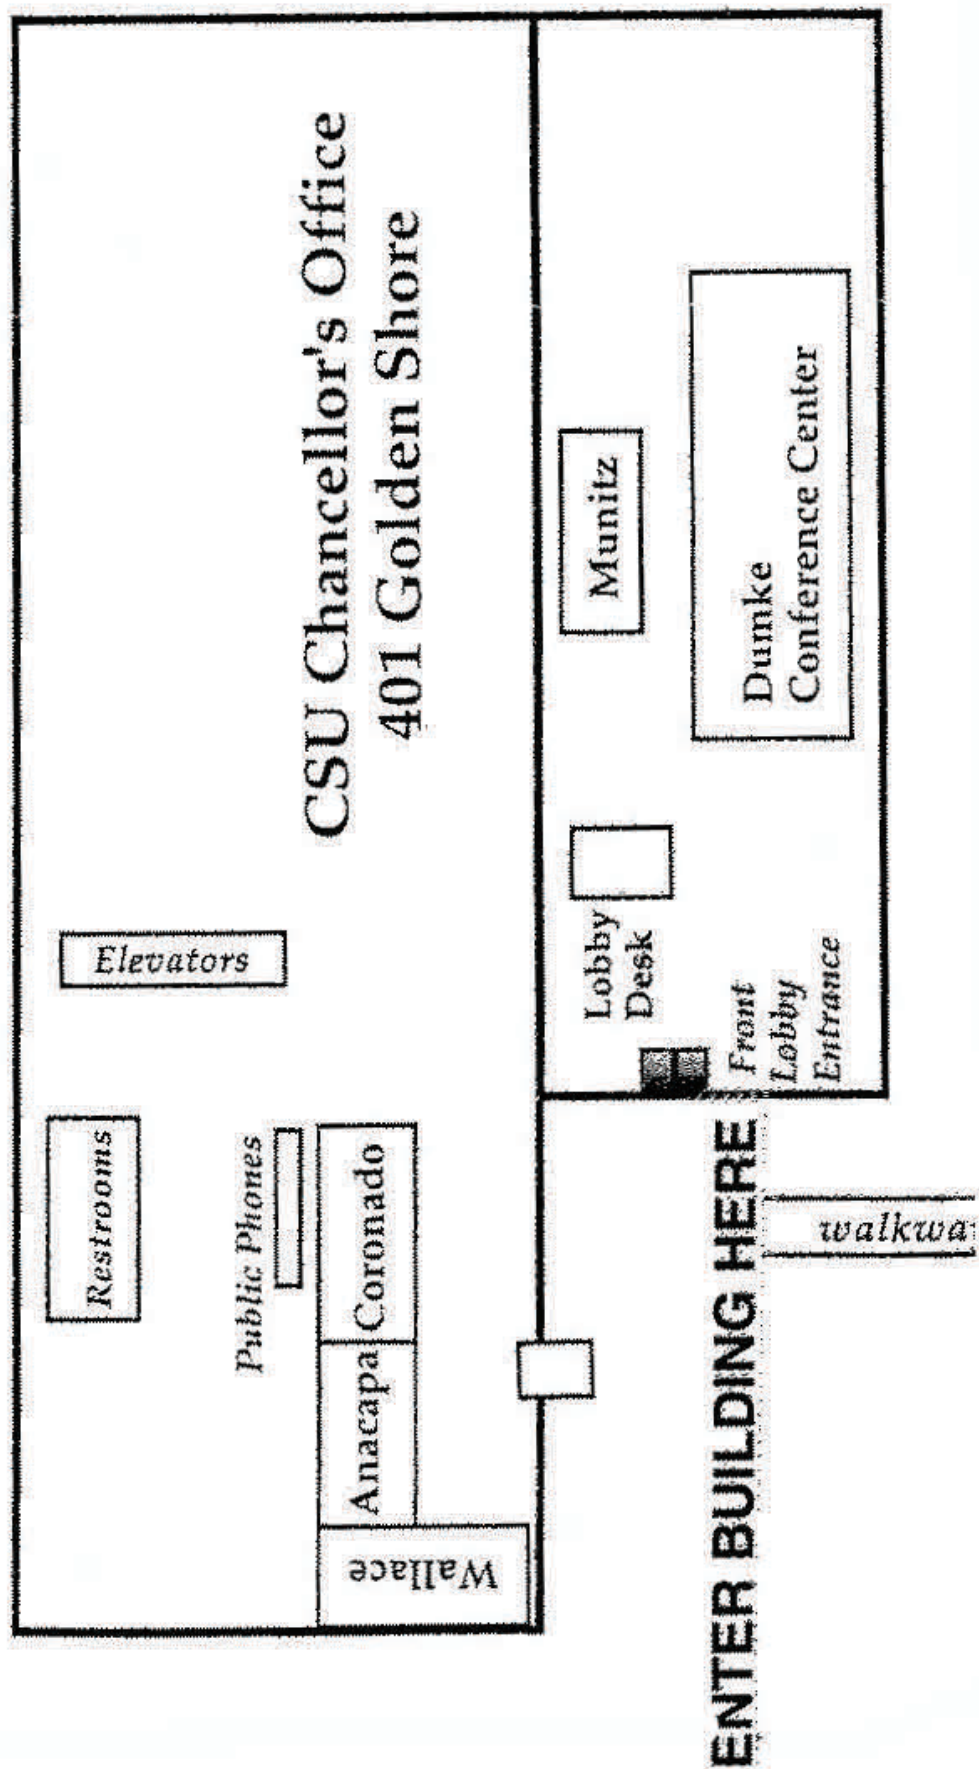 CSU Chancellor's Office
401 Golden Shore
Restrooms
Elevators
Public Phones
Wallace
Anacapa
Coronado
Lobby
Desk
Munitz
Front
Lobby
Entrance
Dumke
Conference Center
ENTER BUILDING HERE
walkwa